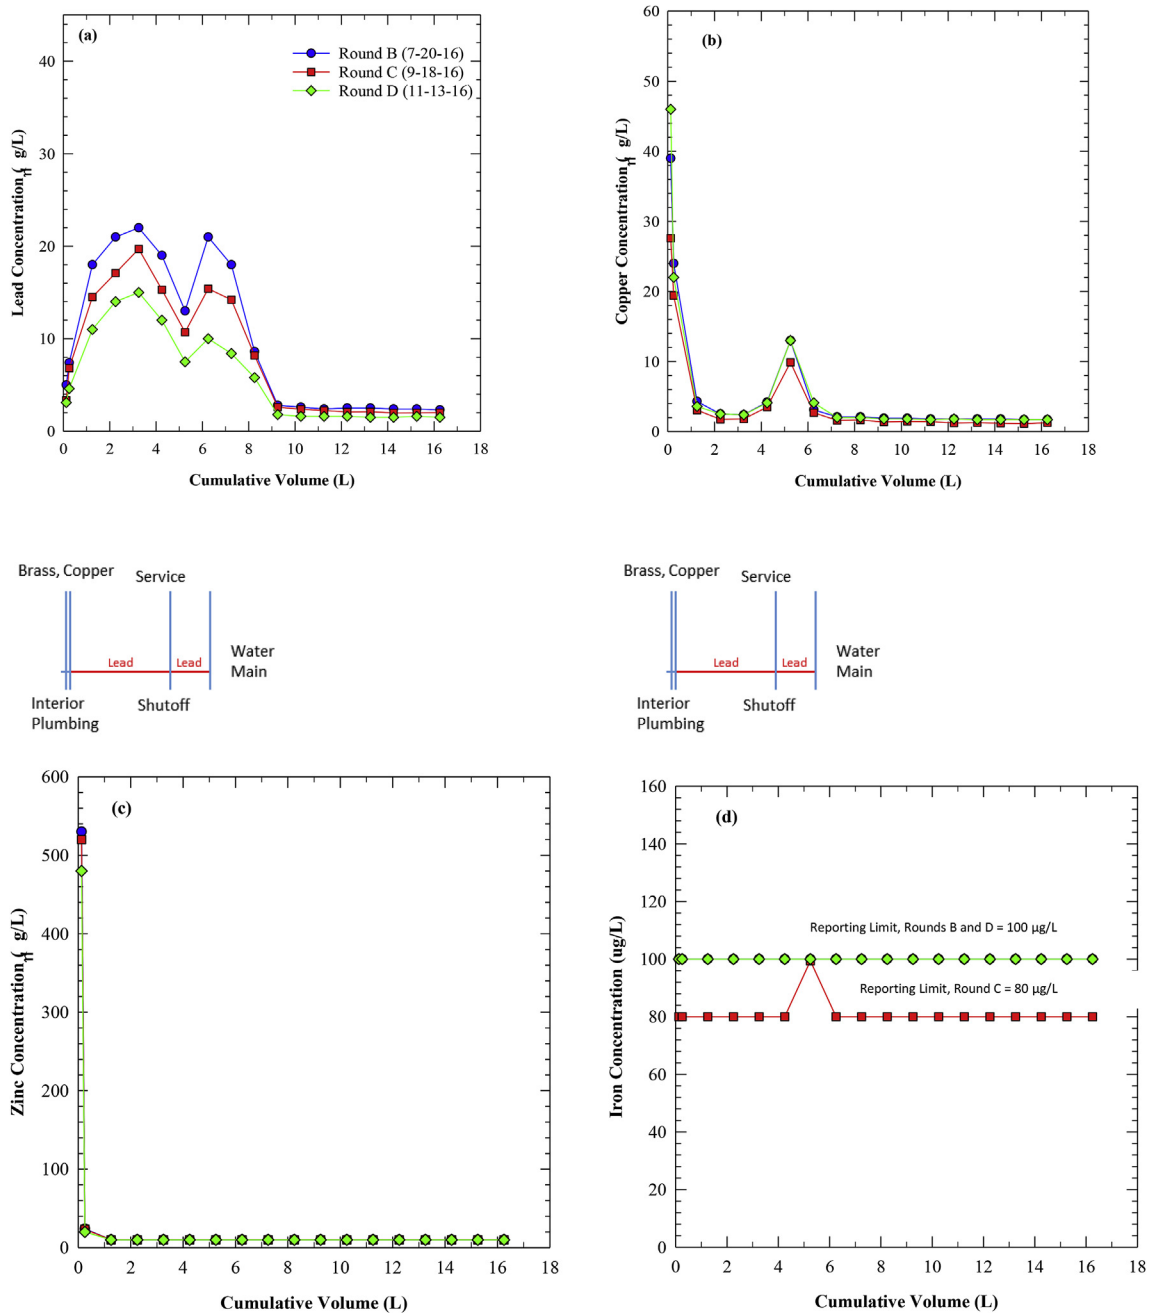 (a)
Round B (7-20-16)
Round C (9-18-16)
Round D (11-13-16)
40
30
20
10
0
Lead Concentration (μg/L)
0 2 4 6 8 10 12 14 16 18
Cumulative Volume (L)
(b)
60
50
40
30
20
10
0
Copper Concentration (μg/L)
0 2 4 6 8 10 12 14 16 18
Cumulative Volume (L)
Brass, Copper
Service
Lead
Lead
Water
Main
Interior
Plumbing
Shutoff
Brass, Copper
Service
Lead
Lead
Water
Main
Interior
Plumbing
Shutoff
(c)
600
500
400
300
200
100
0
Zinc Concentration (μg/L)
0 2 4 6 8 10 12 14 16 18
Cumulative Volume (L)
(d)
160
140
120
100
80
60
40
20
0
Iron Concentration (ug/L)
Reporting Limit, Rounds B and D = 100 µg/L
Reporting Limit, Round C = 80 µg/L
0 2 4 6 8 10 12 14 16 18
Cumulative Volume (L)